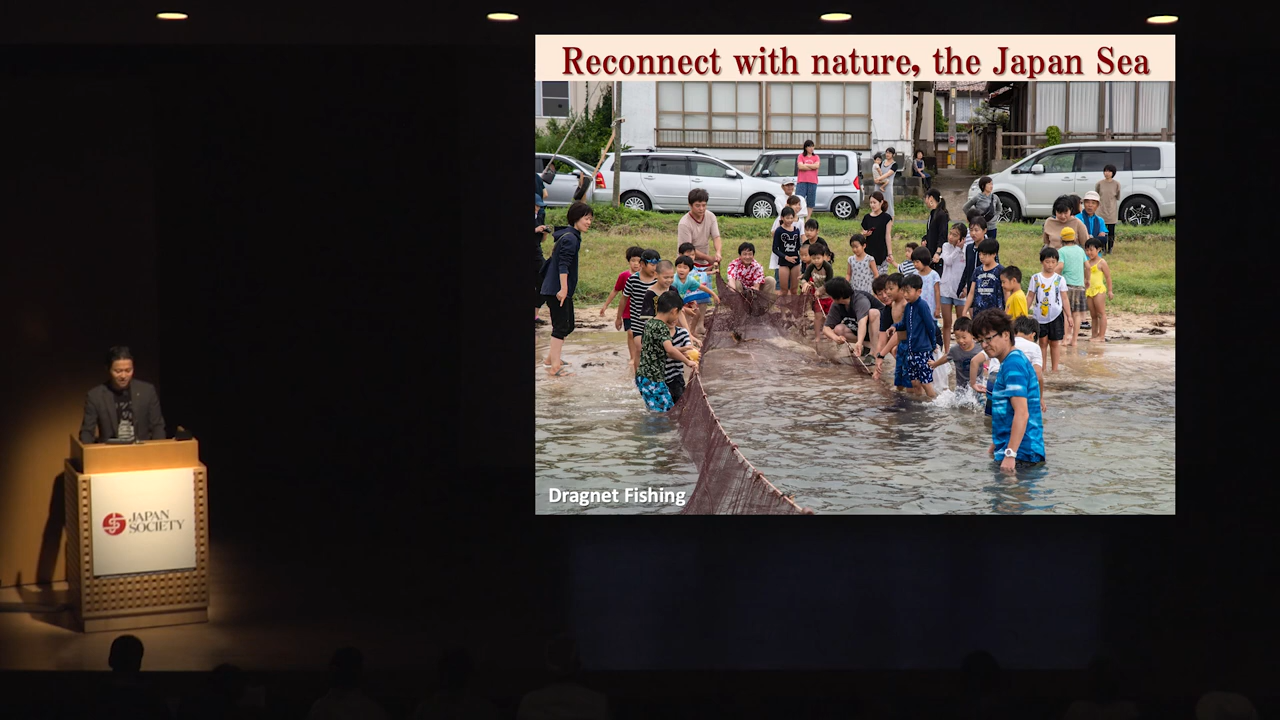 Reconnect with nature, the Japan Sea
Dragnet Fishing
JAPAN
SOCIETY